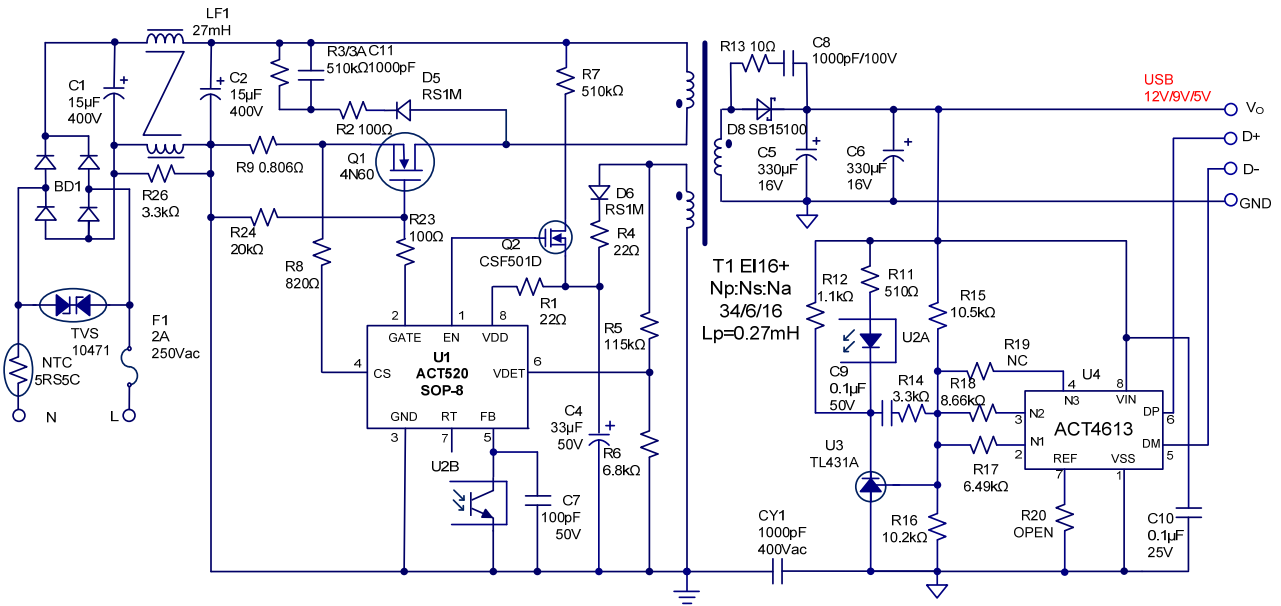 LF1
27mH
C1
15µF
400V
C2
15µF
400V
R3/3A
510kΩ
C11
1000pF
D5
RS1M
R2 100Ω
R7
510kΩ
R13 10Ω
C8
1000pF/100V
D8 SB15100
C5
330µF
16V
C6
330µF
16V
USB
12V/9V/5V
VO
D+
D-
GND
BD1
R26
3.3kΩ
R9 0.806Ω
Q1
4N60
R24
20kΩ
R23
100Ω
R8
820Ω
Q2
CSF501D
D6
RS1M
R4
22Ω
R1
22Ω
R5
115kΩ
T1 EI16+
Np:Ns:Na
34/6/16
Lp=0.27mH
TVS
10471
F1
2A
250Vac
NTC
5RS5C
N
L
2
1
8
GATE
EN
VDD
U1
ACT520
SOP-8
4
CS
VDET
6
GND
RT
FB
3
7
5
U2B
C7
100pF
50V
C4
33µF
50V
R6
6.8kΩ
CY1
1000pF
400Vac
R12
1.1kΩ
R11
510Ω
U2A
C9
0.1µF
50V
R14
3.3kΩ
U3
TL431A
R15
10.5kΩ
R19
NC
R18
8.66kΩ
R17
6.49kΩ
R16
10.2kΩ
U4
4
8
N3
VIN
3
N2
DP
6
ACT4613
2
N1
DM
5
REF
VSS
7
1
R20
OPEN
C10
0.1µF
25V